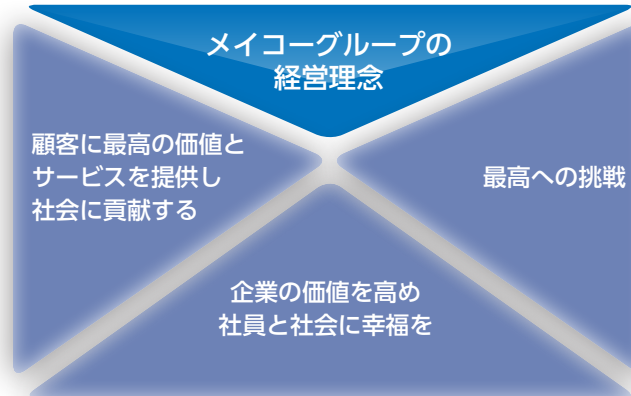 メイコーグループの
経営理念
顧客に最高の価値と
サービスを提供し
社会に貢献する
最高への挑戦
企業の価値を高め
社員と社会に幸福を